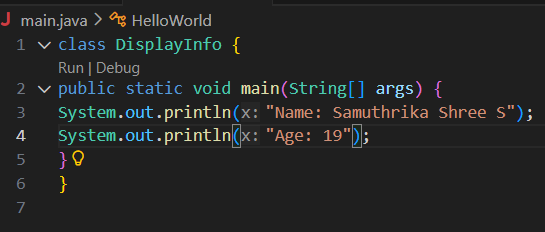 J main.java > HelloWorld
1 class DisplayInfo {
Run | Debug
2 public static void main(String[] args) {
3 System.out.println(x: "Name: Samuthrika Shree S");
4 System.out.println(x: "Age: 19");
5 }
6 }
7